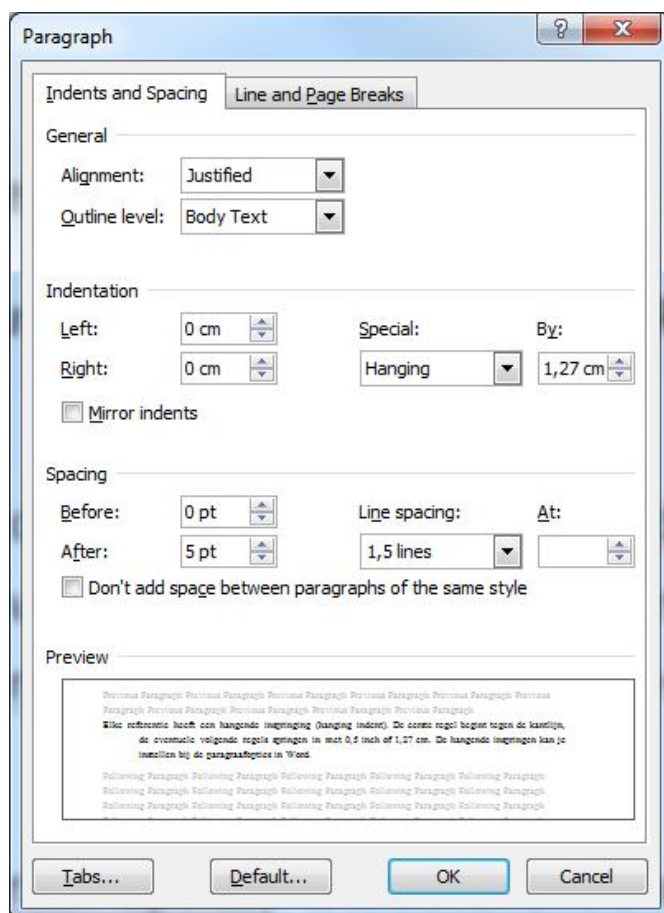 Paragraph
Indents and Spacing Line and Page Breaks
General
Alignment: Justified
Outline level: Body Text
Indentation
Left: 0 cm Special: By:
Right: 0 cm Hanging 1,27 cm
Mirror indents
Spacing
Before: 0 pt Line spacing: At:
After: 5 pt 1,5 lines
Don't add space between paragraphs of the same style
Preview
Previous Paragraph Previous Paragraph Previous Paragraph Previous Paragraph Previous Paragraph Previous
Paragraph Previous Paragraph Previous Paragraph Previous Paragraph Previous Paragraph
Elke referentie heeft een hangende inspringing (hanging indent). De eerste regel begint tegen de kantlijn,
de eventuele volgende regels springen in met 0,5 inch of 1,27 cm. De hangende inspringen kan je
instellen bij de paragraafopties in Word.
Following Paragraph Following Paragraph Following Paragraph Following Paragraph Following Paragraph
Following Paragraph Following Paragraph Following Paragraph Following Paragraph Following Paragraph
Following Paragraph Following Paragraph Following Paragraph Following Paragraph Following Paragraph
Tabs... Default... OK Cancel